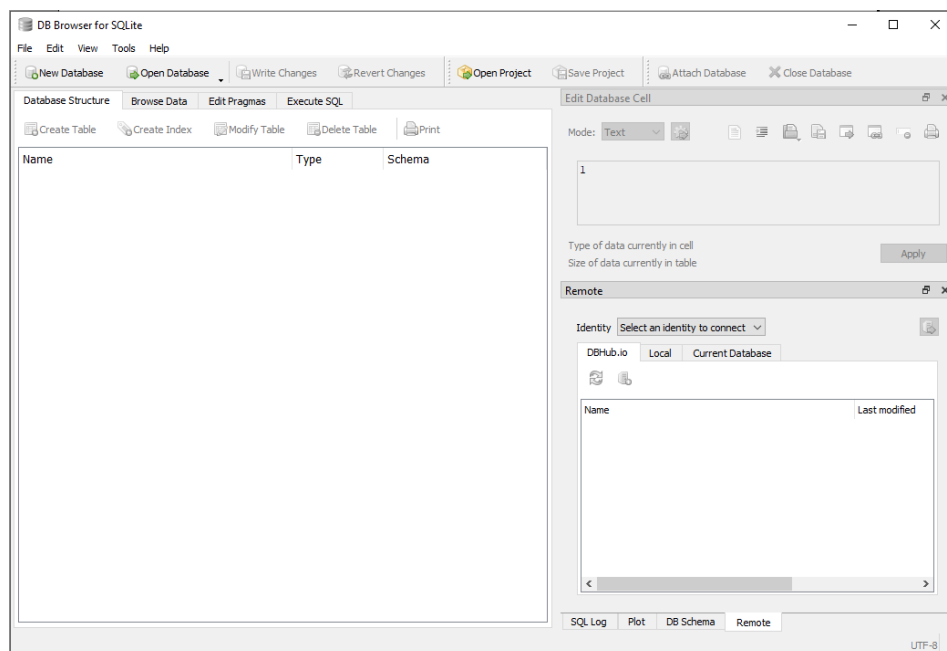 DB Browser for SQLite
File Edit View Tools Help
New Database Open Database Write Changes Revert Changes Open Project Save Project Attach Database Close Database
Database Structure Browse Data Edit Pragmas Execute SQL
Create Table Create Index Modify Table Delete Table Print
Name Type Schema
Edit Database Cell
Mode: Text
1
Type of data currently in cell
Size of data currently in table
Apply
Remote
Identity Select an identity to connect
DBHub.io Local Current Database
Name Last modified
SQL Log Plot DB Schema Remote
UTF-8